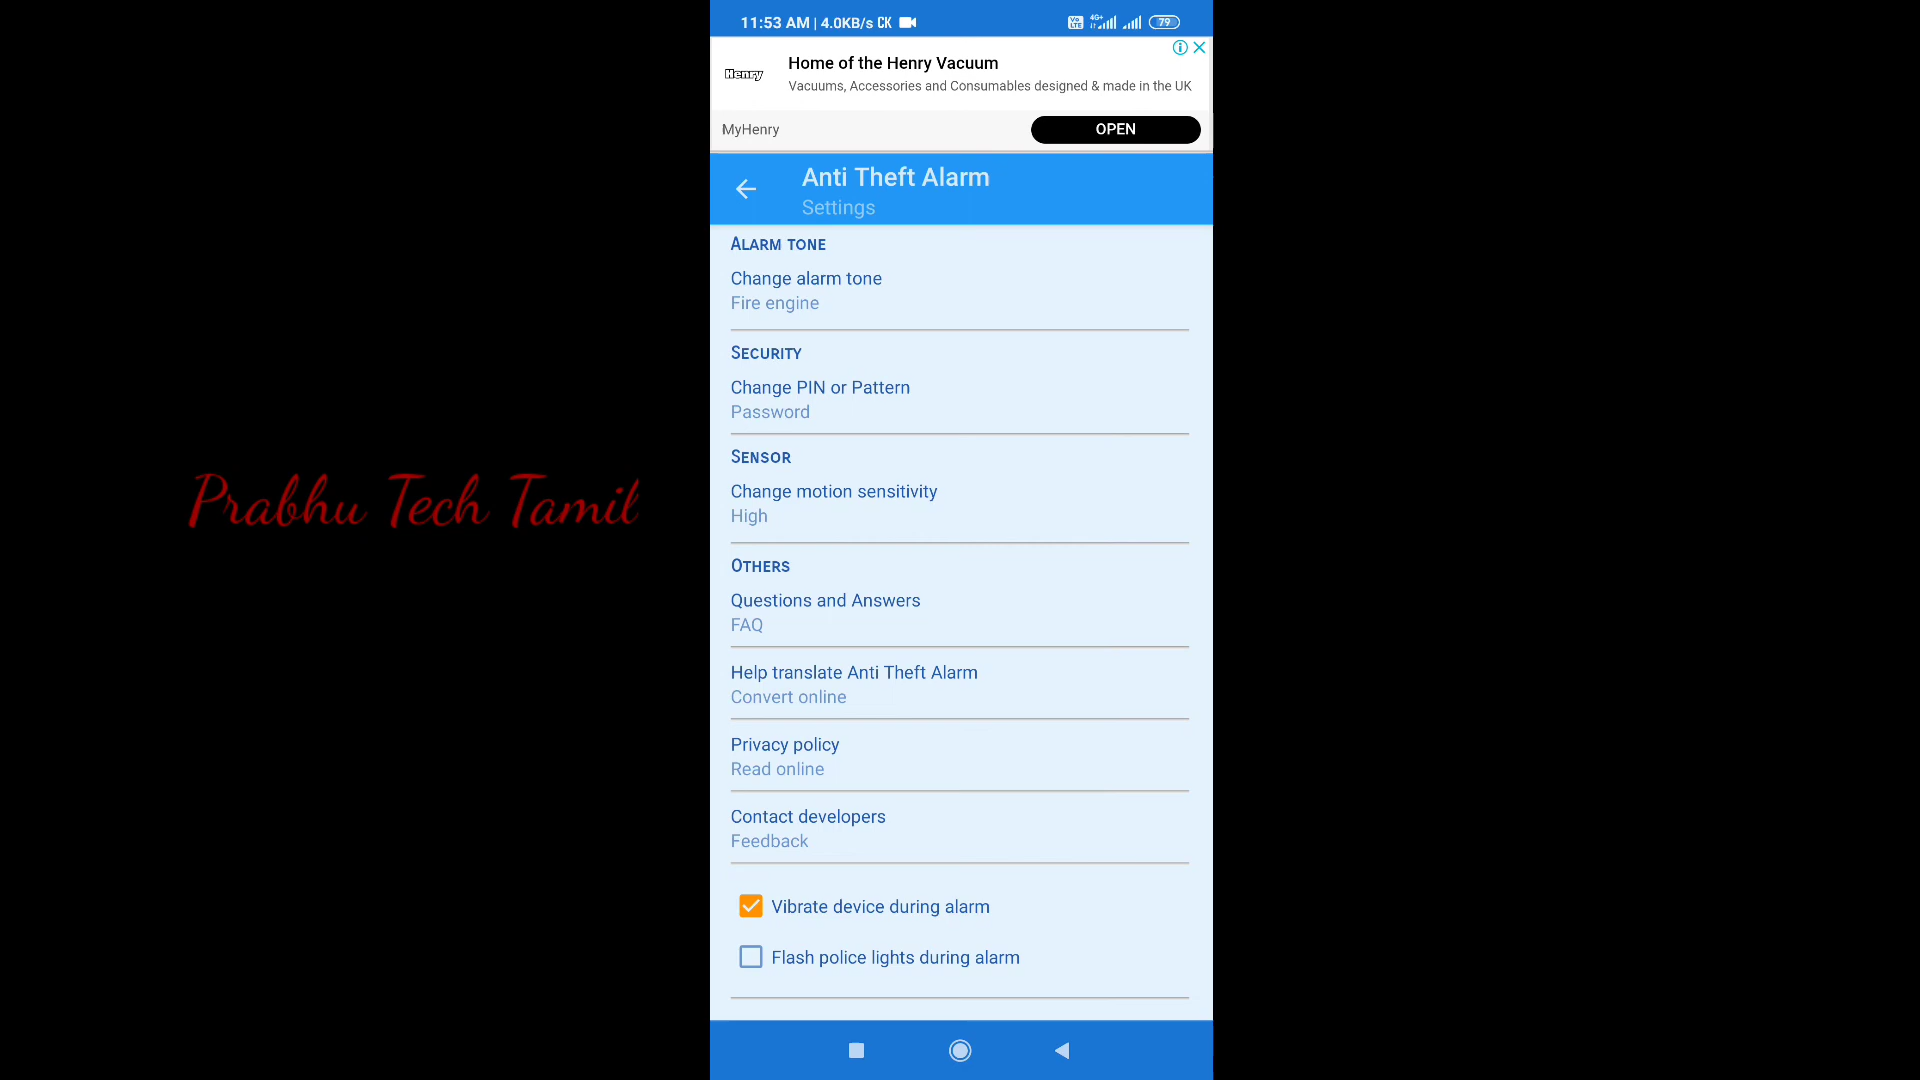 11:53 AM | 4.0KB/s CK
Vo LTE 4G+ 79
Henry
Home of the Henry Vacuum
Vacuums, Accessories and Consumables designed & made in the UK
MyHenry
OPEN
Anti Theft Alarm
Settings
ALARM TONE
Change alarm tone
Fire engine
SECURITY
Change PIN or Pattern
Password
SENSOR
Change motion sensitivity
High
OTHERS
Questions and Answers
FAQ
Help translate Anti Theft Alarm
Convert online
Privacy policy
Read online
Contact developers
Feedback
Vibrate device during alarm
Flash police lights during alarm
Prabhu Tech Tamil